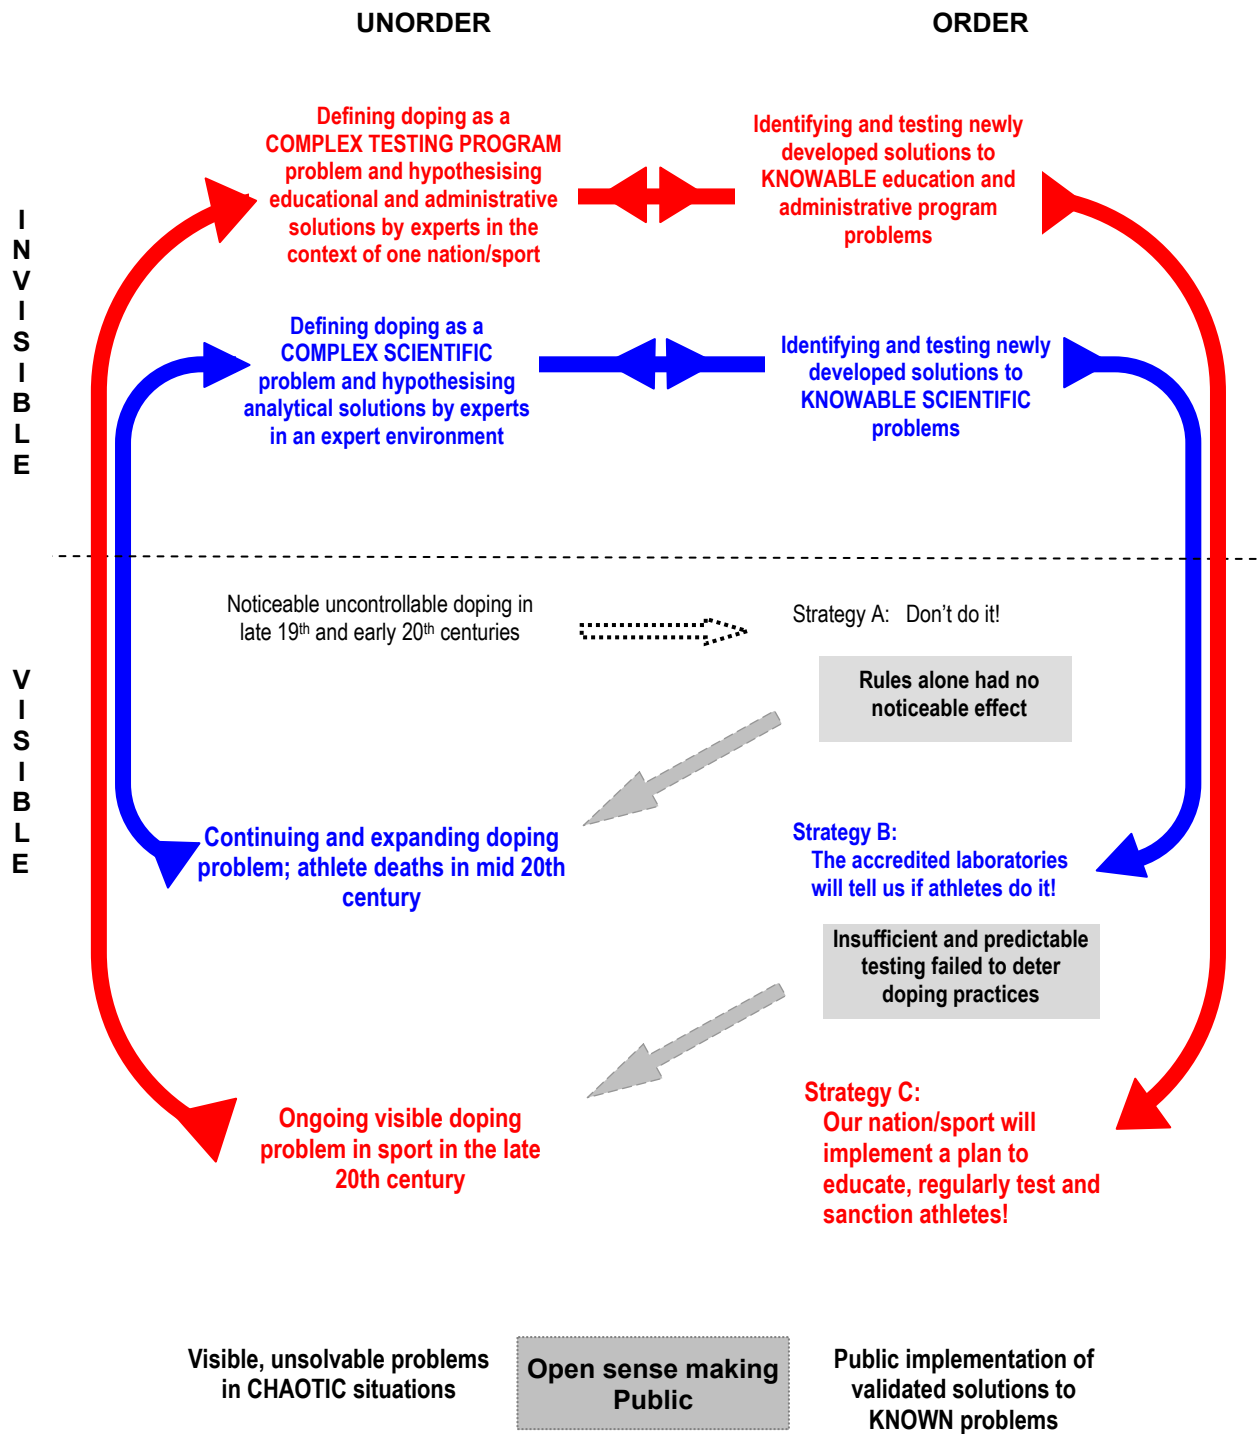 UNORDER
ORDER
INVISIBLE
Defining doping as a
COMPLEX TESTING PROGRAM
problem and hypothesising
educational and administrative
solutions by experts in the
context of one nation/sport
Identifying and testing newly
developed solutions to
KNOWABLE education and
administrative program
problems
Defining doping as a
COMPLEX SCIENTIFIC
problem and hypothesising
analytical solutions by experts
in an expert environment
Identifying and testing newly
developed solutions to
KNOWABLE SCIENTIFIC
problems
VISIBLE
Noticeable uncontrollable doping in
late 19th and early 20th centuries
Strategy A: Don’t do it!
Rules alone had no
noticeable effect
Continuing and expanding doping
problem; athlete deaths in mid 20th
century
Strategy B:
The accredited laboratories
will tell us if athletes do it!
Insufficient and predictable
testing failed to deter
doping practices
Ongoing visible doping
problem in sport in the late
20th century
Strategy C:
Our nation/sport will
implement a plan to
educate, regularly test and
sanction athletes!
Visible, unsolvable problems
in CHAOTIC situations
Open sense making
Public
Public implementation of
validated solutions to
KNOWN problems